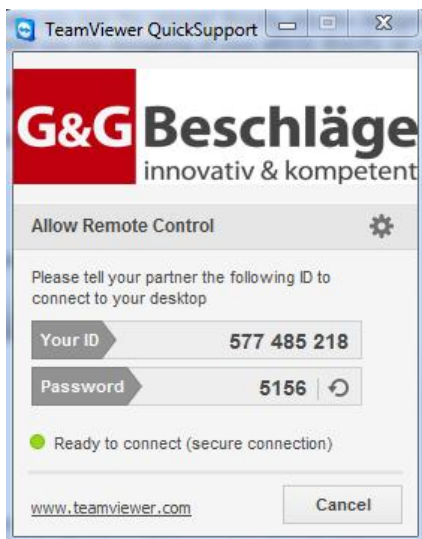 TeamViewer QuickSupport
G&G Beschläge
innovativ & kompetent
Allow Remote Control
Please tell your partner the following ID to
connect to your desktop
Your ID 577 485 218
Password 5156
Ready to connect (secure connection)
www.teamviewer.com Cancel